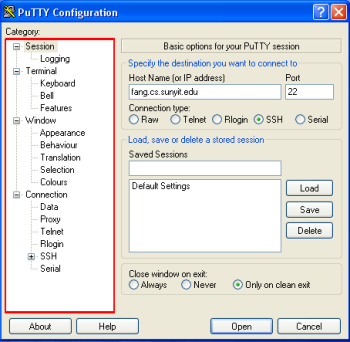 PuTTY Configuration
Category:
Session
Logging
Terminal
Keyboard
Bell
Features
Window
Appearance
Behaviour
Translation
Selection
Colours
Connection
Data
Proxy
Telnet
Rlogin
SSH
Serial
Basic options for your PuTTY session
Specify the destination you want to connect to
Host Name (or IP address) Port
fang.cs.sunyit.edu 22
Connection type:
Raw Telnet Rlogin SSH Serial
Load, save or delete a stored session
Saved Sessions
Default Settings
Load
Save
Delete
Close window on exit:
Always Never Only on clean exit
About Help Open Cancel